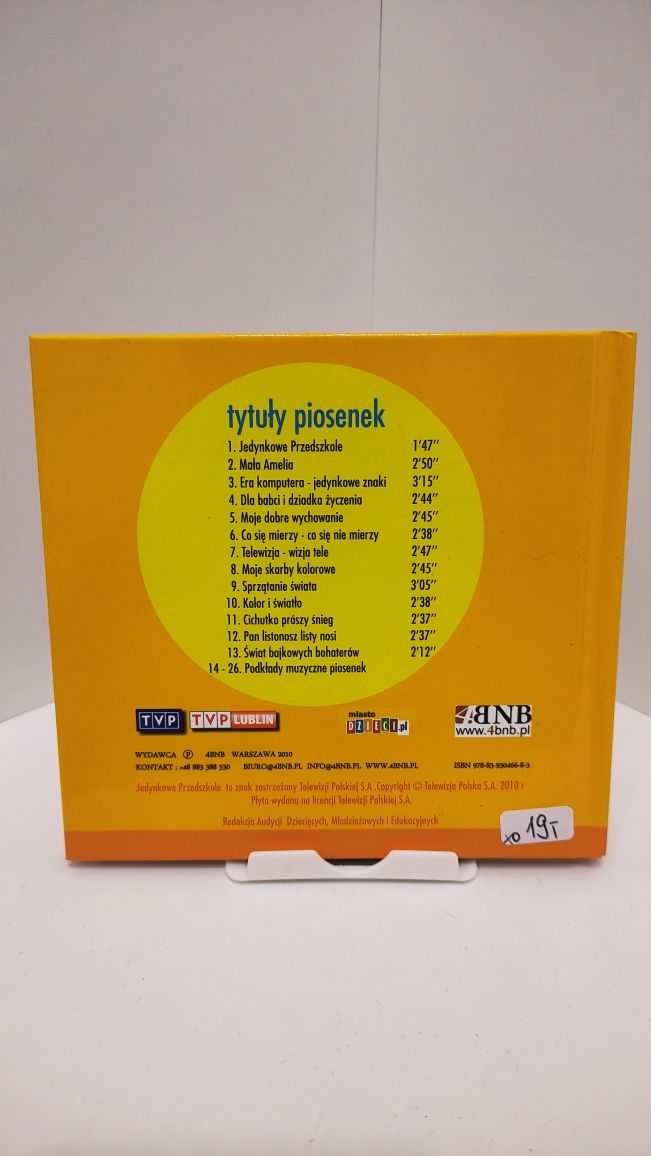 tytuły piosenek
1. Jedynkowe Przedszkole 1'47''
2. Mała Amelia 2'50''
3. Era komputera - jedynkowe znaki 3'15''
4. Dla babci i dziadka życzenia 2'44''
5. Moje dobre wychowanie 2'45''
6. Co się mierzy - co się nie mierzy 2'38''
7. Telewizja - wizja tele 2'47''
8. Moje skarby kolorowe 2'45''
9. Sprzątanie świata 3'05''
10. Kolor i światło 2'38''
11. Cichutko prószy śnieg 2'37''
12. Pan listonosz listy nosi 2'37''
13. Świat bajkowych bohaterów 2'12''
14 - 26. Podkłady muzyczne piosenek
TVP TVP LUBLIN miasto DZIECI.pl 4BNB
www.4bnb.pl
WYDAWCA Ⓟ 4BNB WARSZAWA 2010
KONTAKT : +48 883 388 530 BIURO@4BNB.PL INFO@4BNB.PL WWW.4BNB.PL ISBN 978-83-930466-8-3
Jedynkowe Przedszkole to znak zastrzeżony Telewizji Polskiej S.A .Copyright © Telewizja Polska S.A. 2010 r
Płyta wydana na licencji Telewizji Polskiej S.A.
Redakcja Audycji Dziecięcych, Młodzieżowych i Edukacyjnych
19